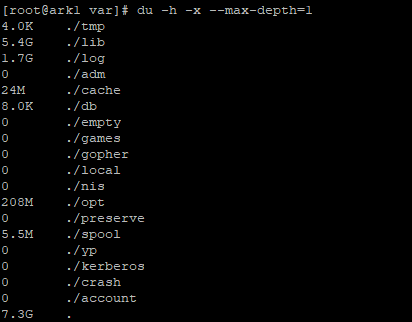 [root@ark1 var]# du -h -x --max-depth=1
4.0K ./tmp
5.4G ./lib
1.7G ./log
0 ./adm
24M ./cache
8.0K ./db
0 ./empty
0 ./games
0 ./gopher
0 ./local
0 ./nis
208M ./opt
0 ./preserve
5.5M ./spool
0 ./yp
0 ./kerberos
0 ./crash
0 ./account
7.3G .